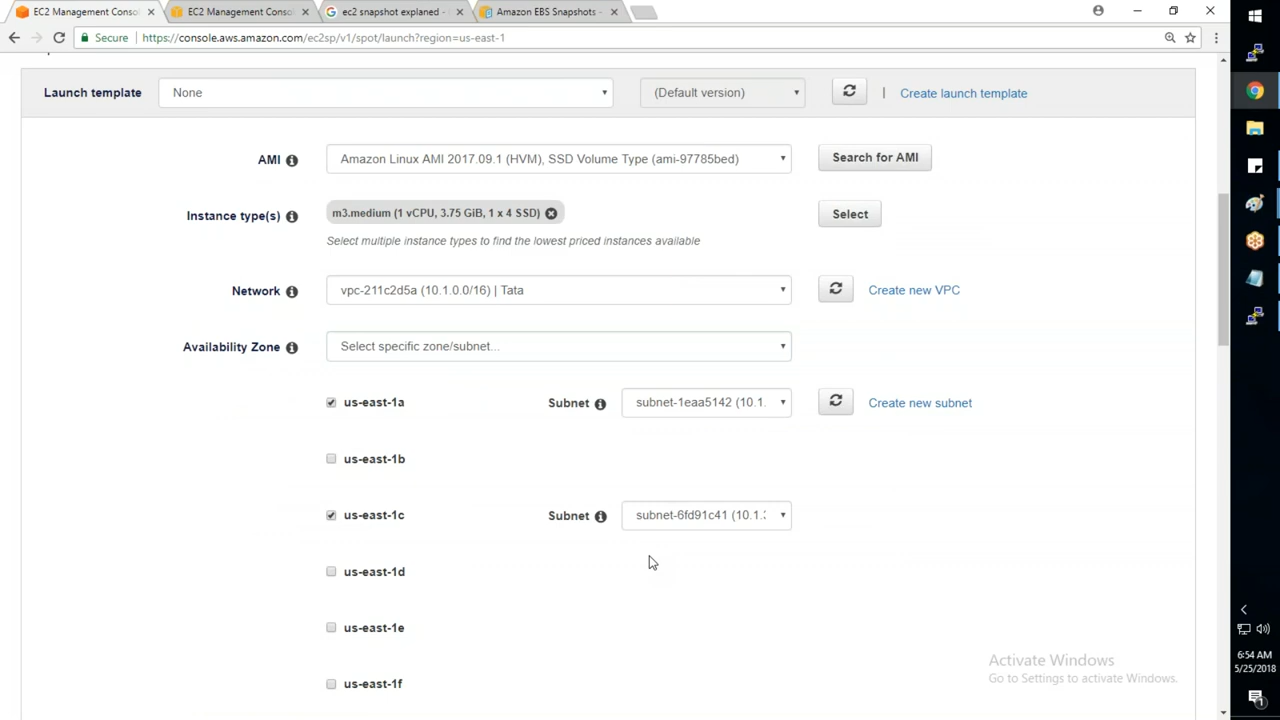 EC2 Management Consol
EC2 Management Consol
ec2 snapshot explaned -
Amazon EBS Snapshots -
Secure
https://console.aws.amazon.com/ec2sp/v1/spot/launch?region=us-east-1
Launch template
None
(Default version)
|
Create launch template
AMI
Amazon Linux AMI 2017.09.1 (HVM), SSD Volume Type (ami-97785bed)
Search for AMI
Instance type(s)
m3.medium (1 vCPU, 3.75 GiB, 1 x 4 SSD)
Select
Select multiple instance types to find the lowest priced instances available
Network
vpc-211c2d5a (10.1.0.0/16) | Tata
Create new VPC
Availability Zone
Select specific zone/subnet...
us-east-1a
Subnet
subnet-1eaa5142 (10.1.
Create new subnet
us-east-1b
us-east-1c
Subnet
subnet-6fd91c41 (10.1.
us-east-1d
us-east-1e
us-east-1f
Activate Windows
Go to Settings to activate Windows.
6:54 AM
5/25/2018
1